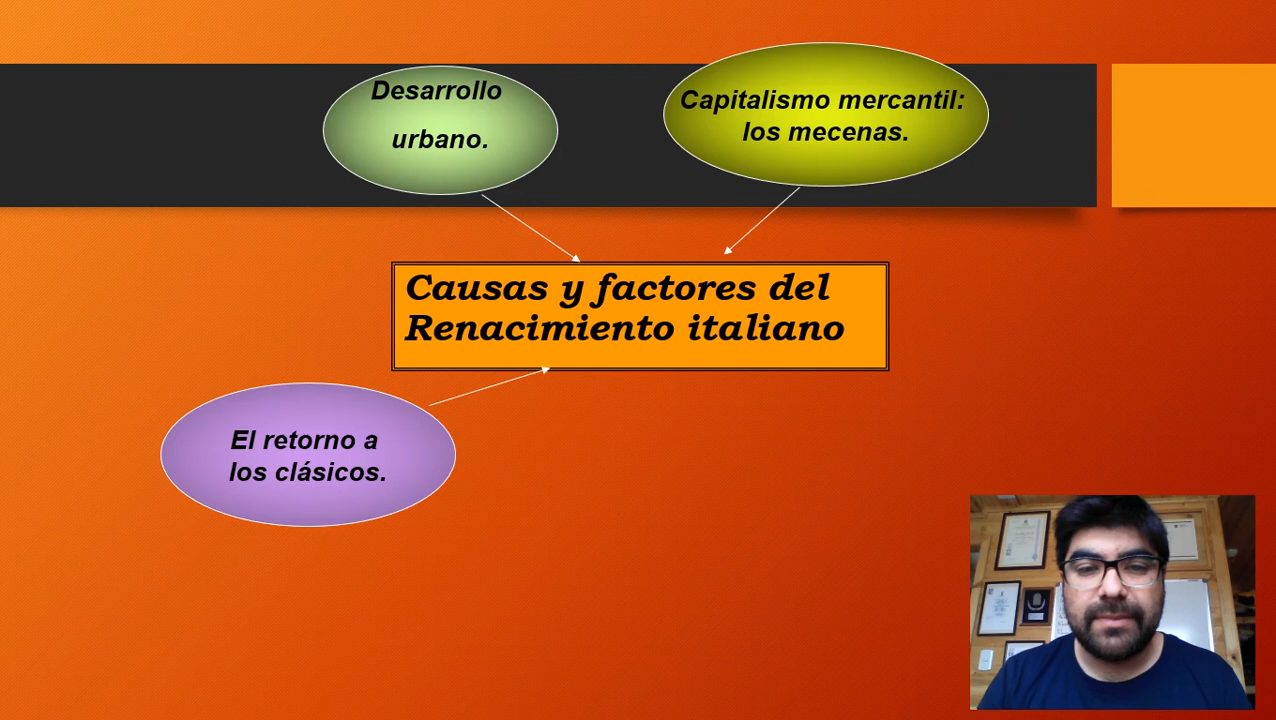 Desarrollo
urbano.
Capitalismo mercantil:
los mecenas.
Causas y factores del
Renacimiento italiano
El retorno a
los clásicos.